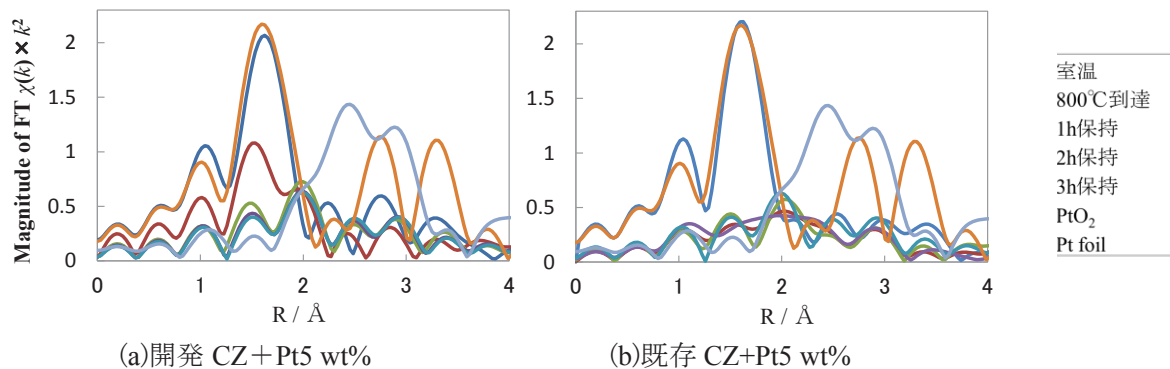 Magnitude of FT χ(k) × k²
2
1.5
1
0.5
0
0 1 2 3 4
R / Å
(a)開発 CZ＋Pt5 wt%
2
1.5
1
0.5
0
0 1 2 3 4
R / Å
(b)既存 CZ+Pt5 wt%
室温
800℃到達
1h保持
2h保持
3h保持
PtO₂
Pt foil